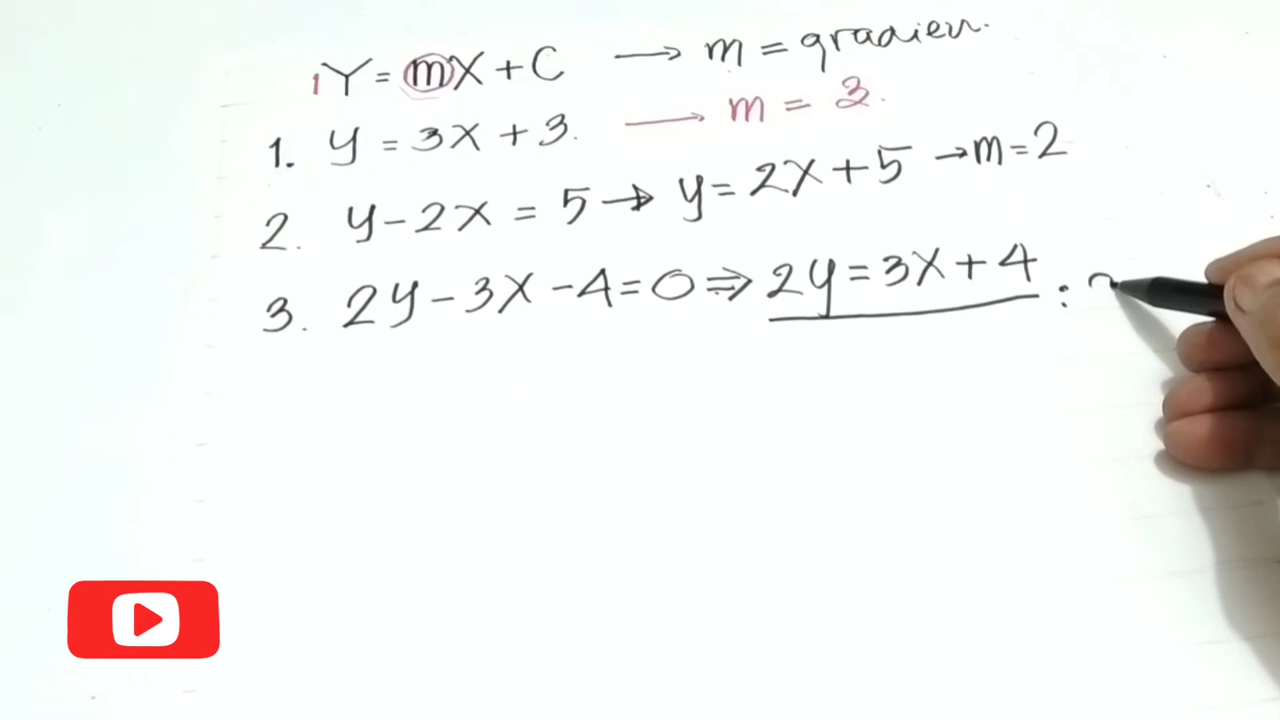 1Y = mX + C → m = gradien.
1. y = 3X + 3. → m = 3.
2. y - 2X = 5 → y = 2X + 5 → m = 2
3. 2y - 3X - 4 = 0 ⇒ 2y = 3X + 4 :